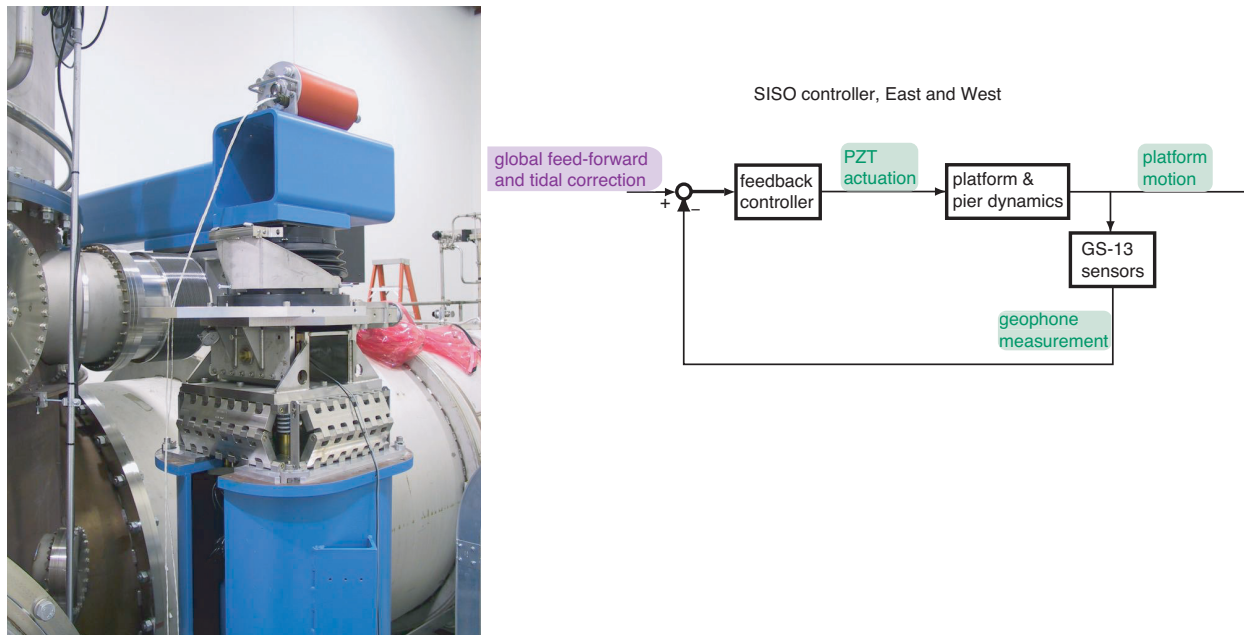 SISO controller, East and West
global feed-forward
and tidal correction
+
−
feedback
controller
PZT
actuation
platform &
pier dynamics
platform
motion
GS-13
sensors
geophone
measurement